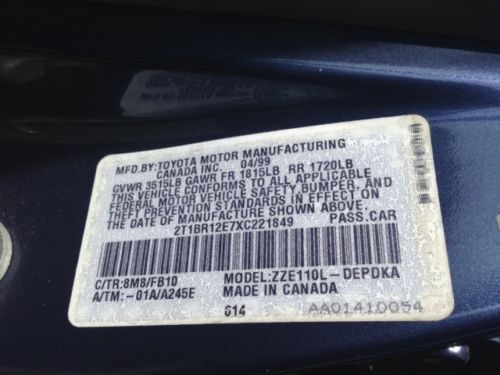 MFD.BY:TOYOTA MOTOR MANUFACTURING
CANADA INC. 04/99
GVWR 3515LB GAWR FR 1815LB RR 1720LB
THIS VEHICLE CONFORMS TO ALL APPLICABLE
FEDERAL MOTOR VEHICLE SAFETY,BUMPER, AND
THEFT PREVENTION STANDARDS IN EFFECT ON
THE DATE OF MANUFACTURE SHOWN ABOVE.
2T1BR12E7XC221849 PASS.CAR
C/TR:8M8/FB10 MODEL:ZZE110L-DEPDKA
A/TM:-01A/A245E MADE IN CANADA
614 AA01410054